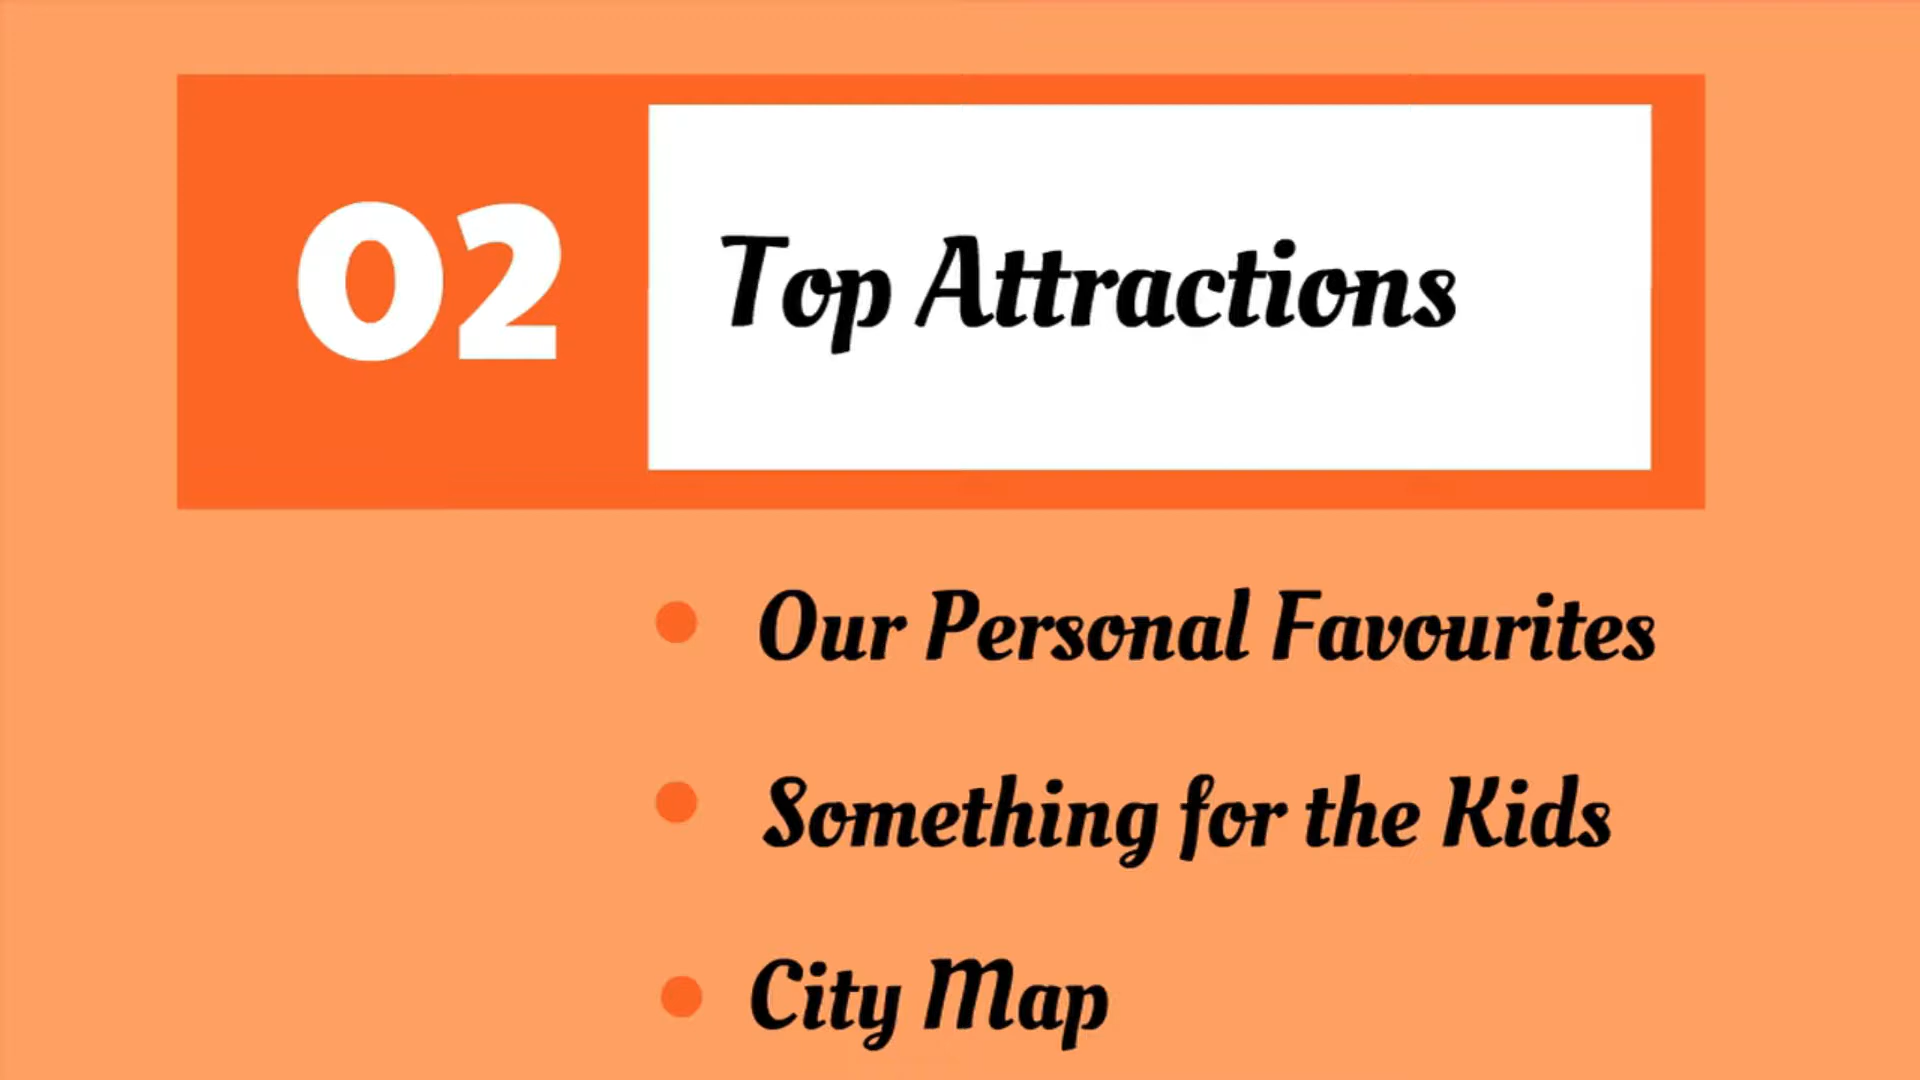 02
Top Attractions
Our Personal Favourites
Something for the Kids
City Map